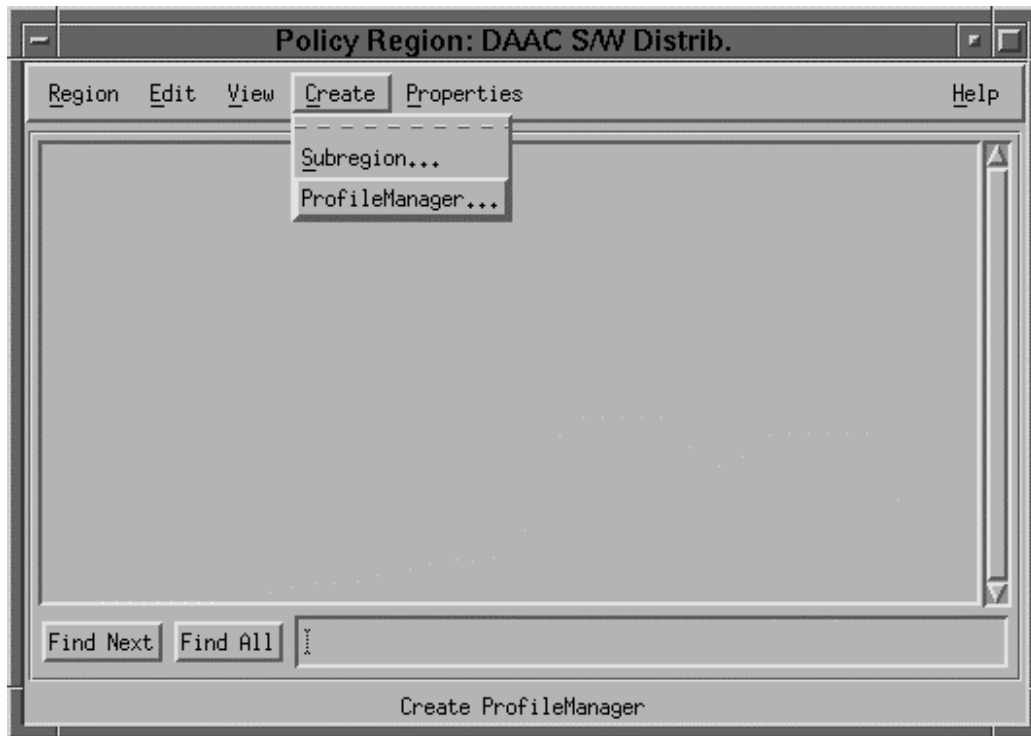 Policy Region: DAAC S/W Distrib.
Region Edit View Create Properties Help
Subregion...
ProfileManager...
Find Next Find All
Create ProfileManager